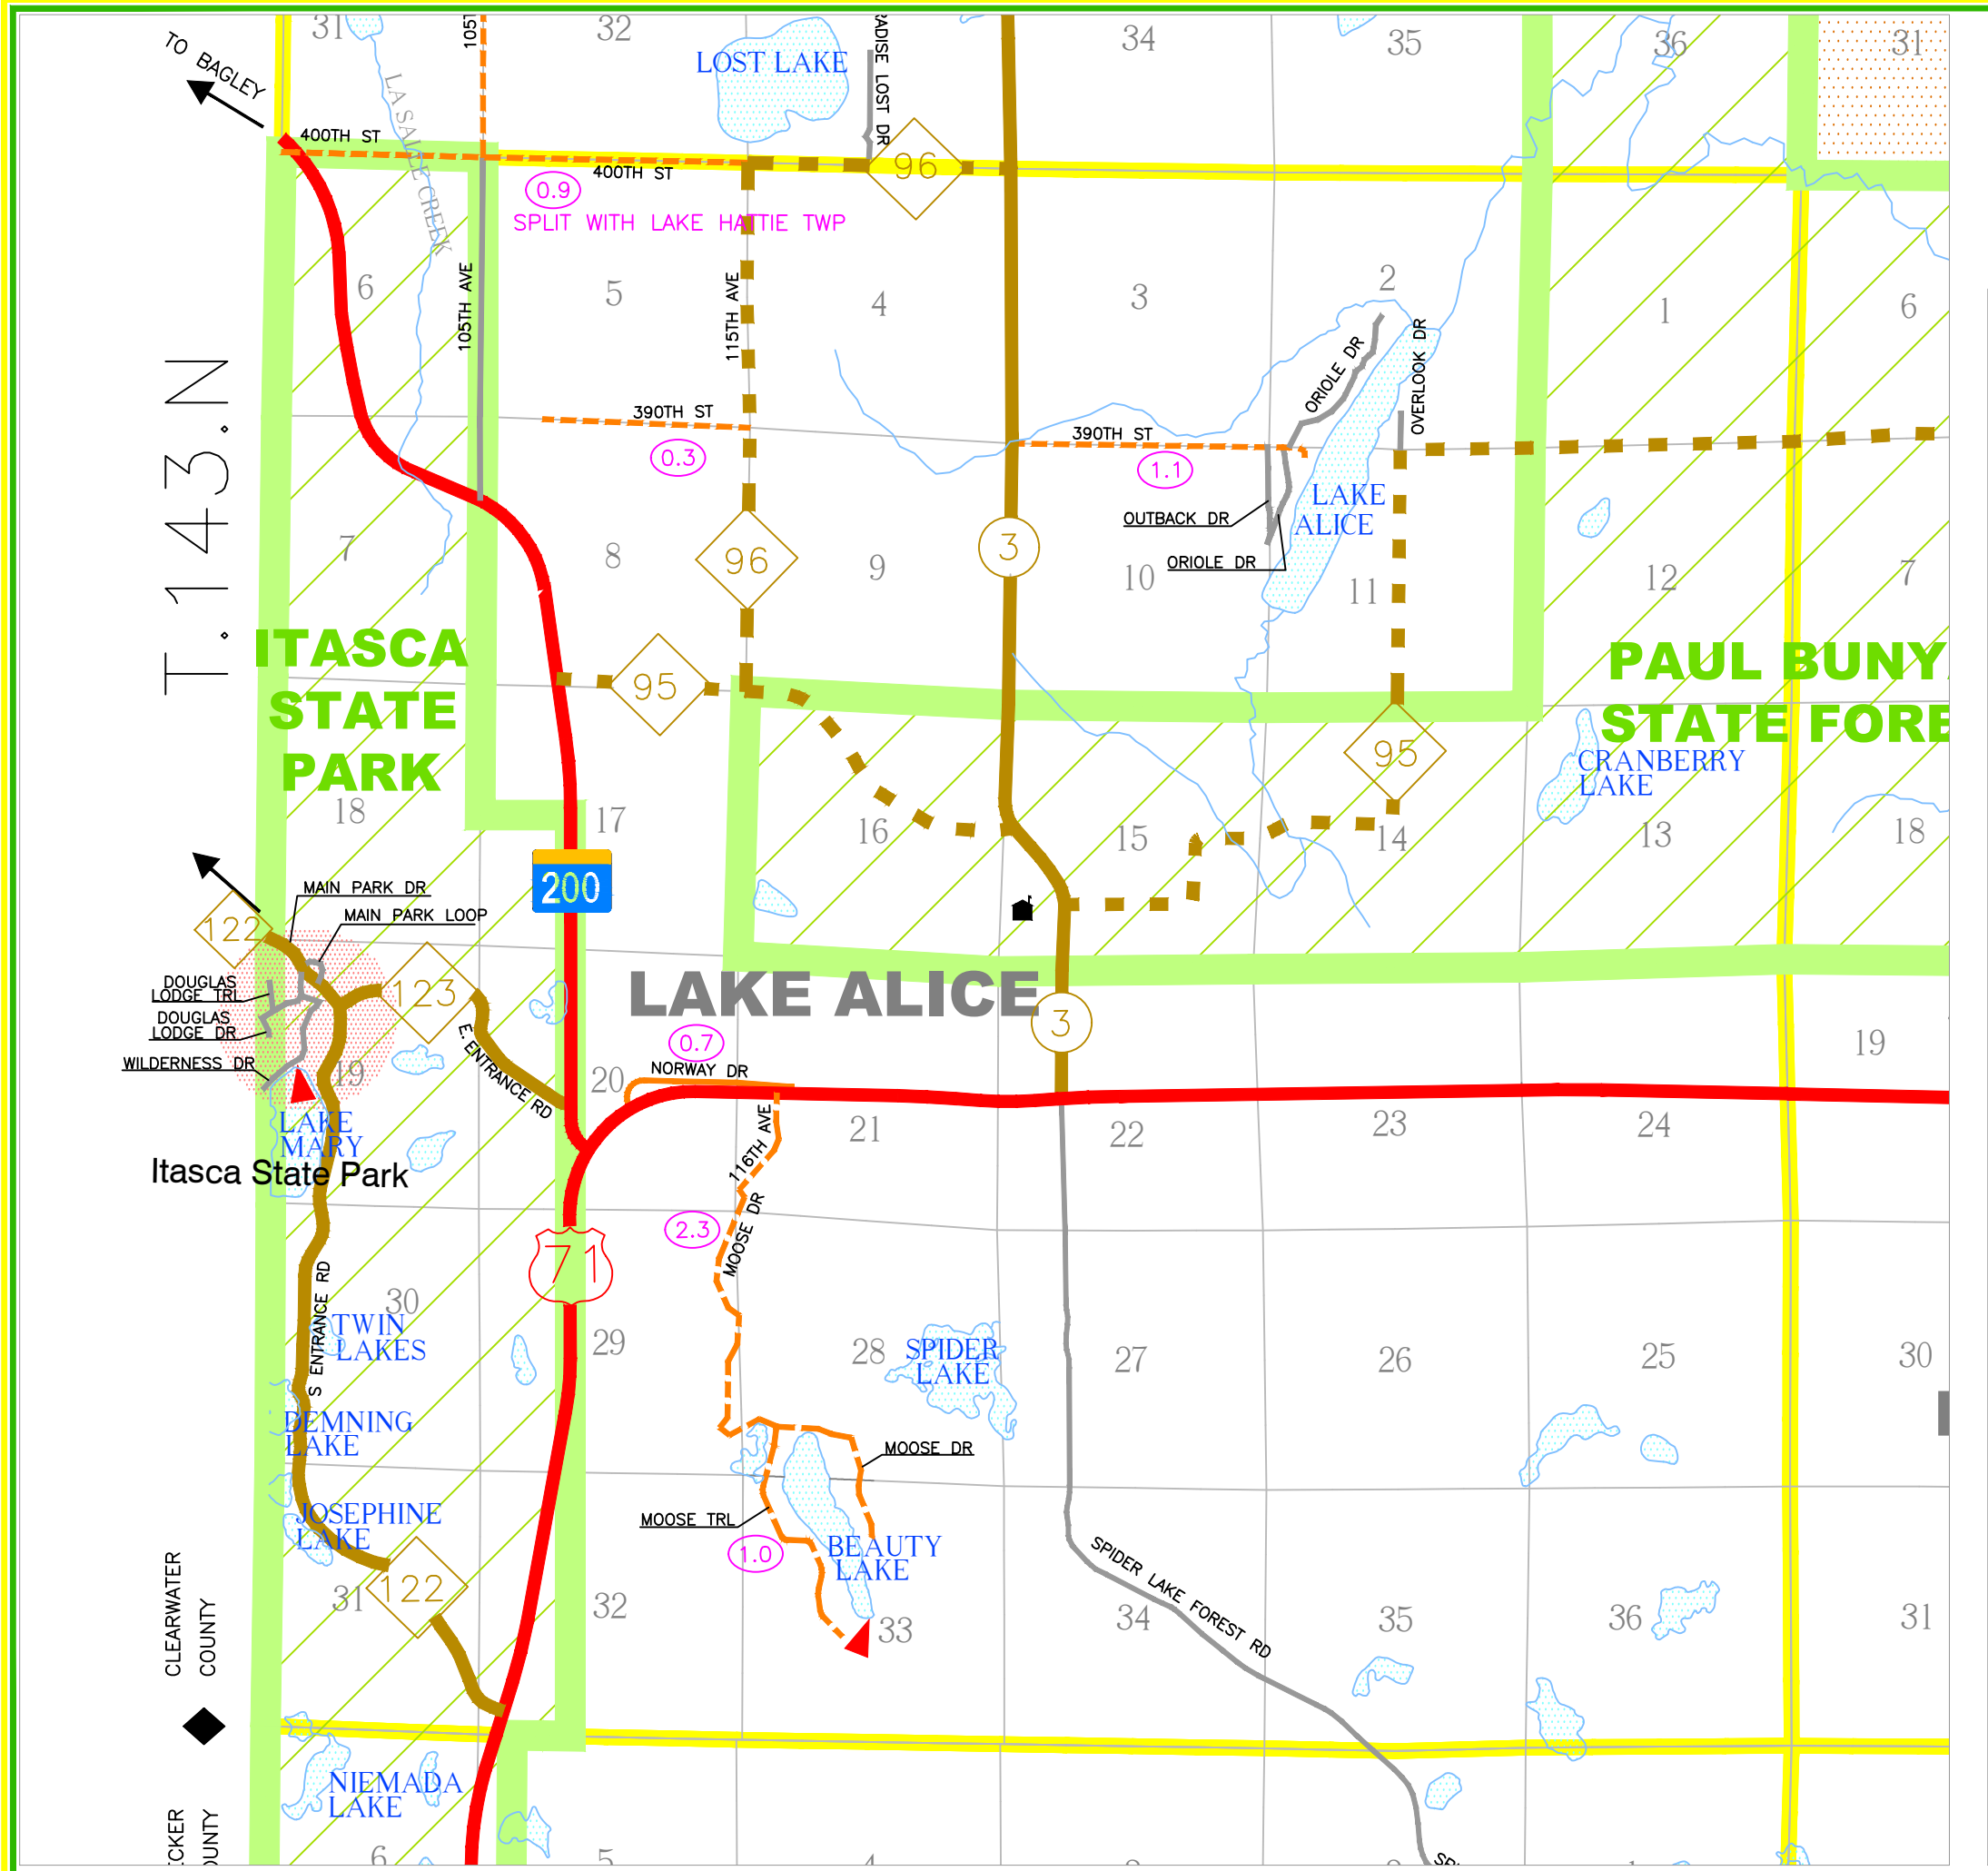 31
32
34
35
36
31
TO BAGLEY
LA SALLE CREEK
LOST LAKE
400TH ST
400TH ST
96
0.9
SPLIT WITH LAKE HATTIE TWP
6
5
4
3
2
1
6
105TH AVE
115TH AVE
ORIOLE DR
OVERLOOK DR
T.143.N
390TH ST
0.3
390TH ST
1.1
LAKE
ALICE
OUTBACK DR
ORIOLE DR
7
8
96
9
3
10
11
12
7
ITASCA
STATE
PARK
95
PAUL BUNY
STATE FORE
CRANBERRY
LAKE
95
18
17
16
15
14
13
18
200
MAIN PARK DR
MAIN PARK LOOP
122
DOUGLAS
LODGE TRL
DOUGLAS
LODGE DR
WILDERNESS DR
123
E. ENTRANCE RD
LAKE ALICE
3
0.7
NORWAY DR
19
20
21
22
23
24
19
LAKE
MARY
Itasca State Park
116TH AVE
MOOSE DR
2.3
71
S ENTRANCE RD
30
29
28
27
26
25
30
TWIN
LAKES
SPIDER
LAKE
DEMNING
LAKE
MOOSE DR
MOOSE TRL
1.0
JOSEPHINE
LAKE
BEAUTY
LAKE
122
SPIDER LAKE FOREST RD
31
32
33
34
35
36
31
CLEARWATER
COUNTY
NIEMADA
LAKE
6
5
4